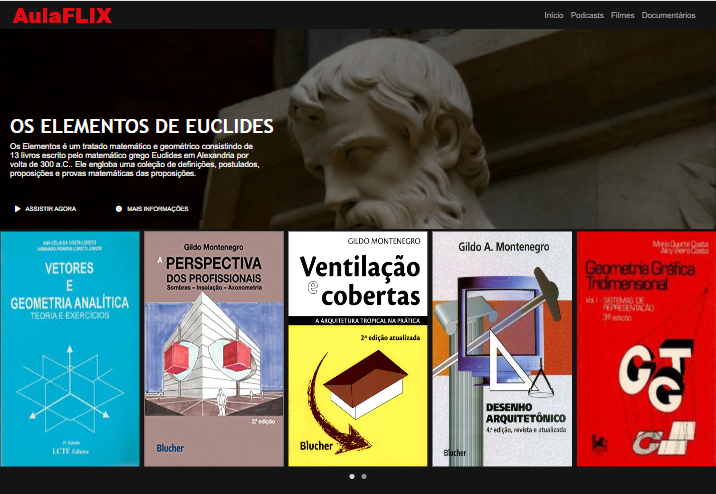 AulaFLIX
Início Podcasts Filmes Documentários
OS ELEMENTOS DE EUCLIDES
Os Elementos é um tratado matemático e geométrico consistindo de
13 livros escrito pelo matemático grego Euclides em Alexandria por
volta de 300 a.C.. Ele engloba uma coleção de definições, postulados,
proposições e provas matemáticas das proposições.
ASSISTIR AGORA
MAIS INFORMAÇÕES
ANA CÉLIA DA COSTA LORETO
ARMANDO PEREIRA LORETO JUNIOR
VETORES
E
GEOMETRIA ANALÍTICA
TEORIA E EXERCÍCIOS
LCTE Editora
Gildo Montenegro
A PERSPECTIVA
DOS PROFISSIONAIS
Sombras – Insolação – Axonometria
2ª edição
Blucher
GILDO MONTENEGRO
Ventilação
e cobertas
A ARQUITETURA TROPICAL NA PRÁTICA
2ª edição atualizada
Blucher
Gildo A. Montenegro
DESENHO
ARQUITETÔNICO
4ª edição, revista e atualizada
Blucher
Mario Duarte Costa
Alcy Vieira Costa
Geometria Gráfica
Tridimensional
Vol. I - SISTEMAS DE
REPRESENTAÇÃO
3ª edição